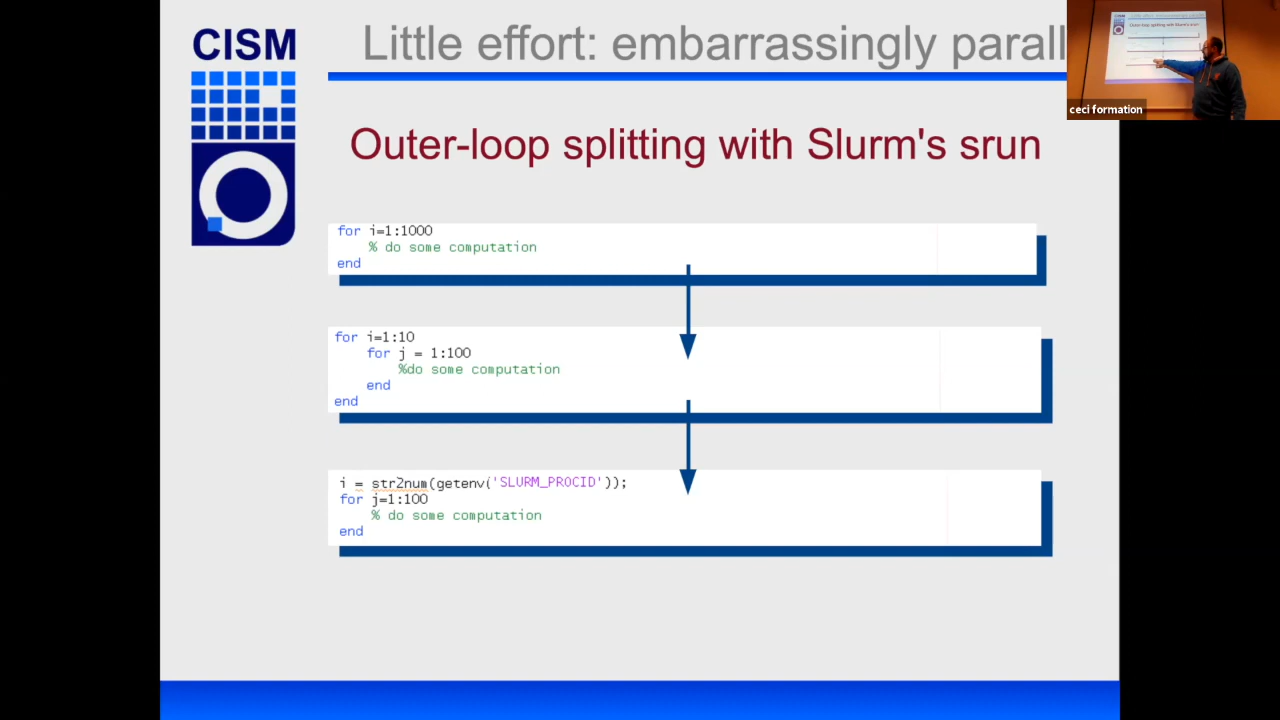 CISM
Little effort: embarrassingly parall
ceci formation
Outer-loop splitting with Slurm's srun
for i=1:1000
% do some computation
end
for i=1:10
for j = 1:100
%do some computation
end
end
i = str2num(getenv('SLURM_PROCID'));
for j=1:100
% do some computation
end